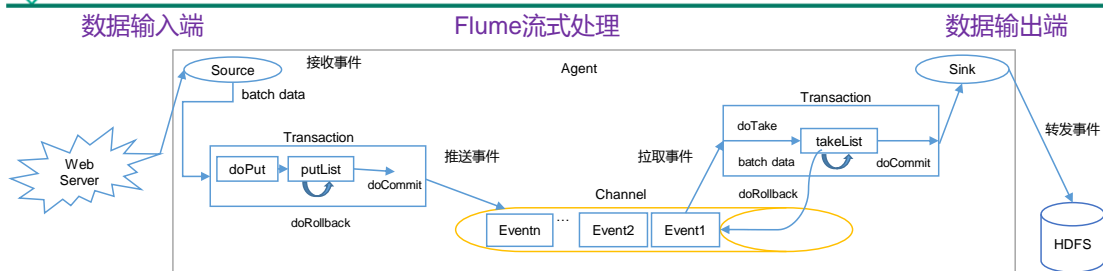 数据输入端
Flume流式处理
数据输出端
Source
接收事件
Agent
Sink
batch data
Transaction
doTake
takeList
batch data
doCommit
转发事件
Web
Server
Transaction
doPut
putList
doCommit
推送事件
拉取事件
doRollback
doRollback
Channel
Eventn
...
Event2
Event1
HDFS